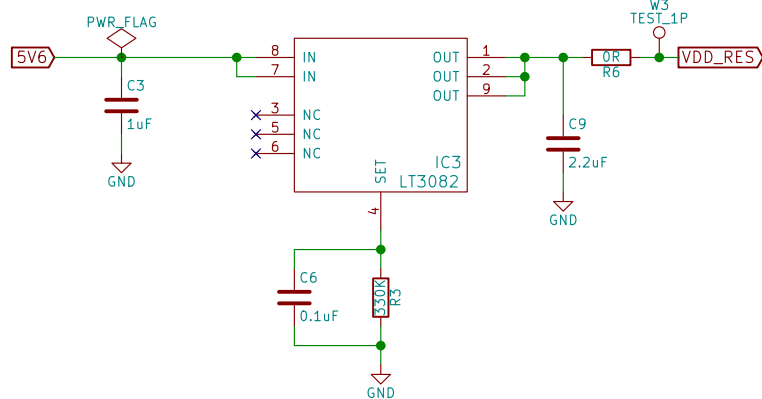 W3
TEST_1P
PWR_FLAG
5V6
8 IN
7 IN
OUT 1
OUT 2
OUT 9
0R
R6
VDD_RES
C3
1uF
3 NC
5 NC
6 NC
GND
IC3
LT3082
SET
4
C9
2.2uF
GND
C6
0.1uF
330K
R3
GND